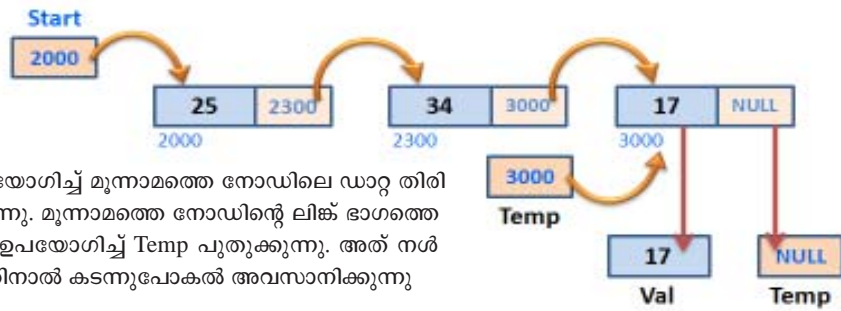 Start
2000
25 2300 34 3000 17 NULL
2000 2300 3000
യോഗിച്ച് മൂന്നാമത്തെ നോഡിലെ ഡാറ്റ തിരി
ന്നു. മൂന്നാമത്തെ നോഡിന്റെ ലിങ്ക് ഭാഗത്തെ
ഉപയോഗിച്ച് Temp പുതുക്കുന്നു. അത് നൾ
തിനാൽ കടന്നുപോകൽ അവസാനിക്കുന്നു
3000
Temp
17 NULL
Val Temp